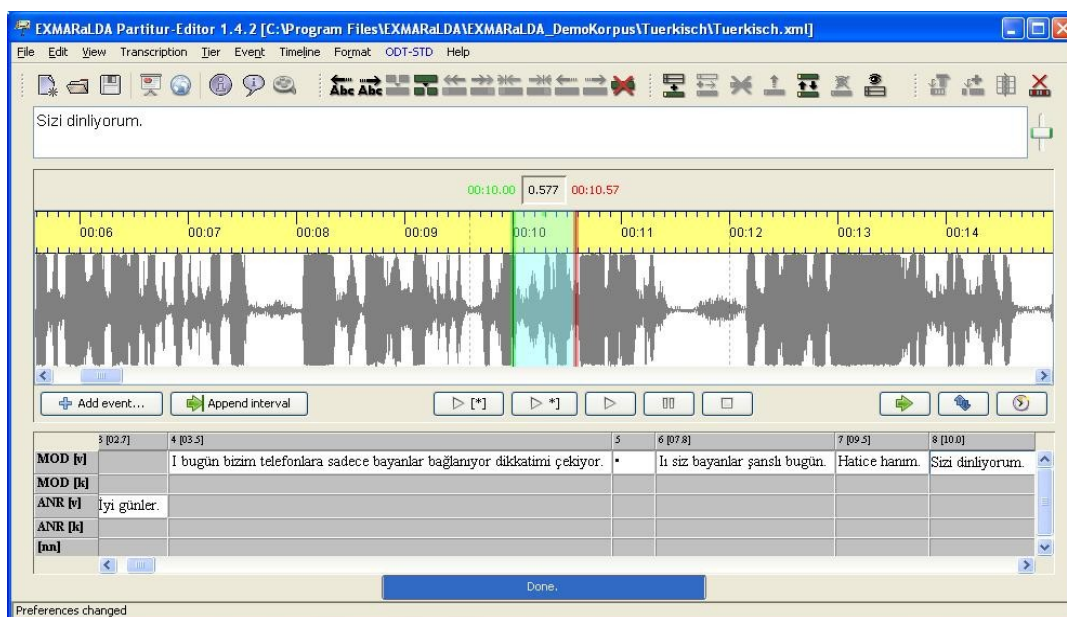 EXMARaLDA Partitur-Editor 1.4.2 [C:\Program Files\EXMARaLDA\EXMARaLDA_DemoKorpus\Tuerkisch\Tuerkisch.xml]
File Edit View Transcription Tier Event Timeline Format ODT-STD Help
Abc Abc
Sizi dinliyorum.
00:10.00 0.577 00:10.57
00:06 00:07 00:08 00:09 00:10 00:11 00:12 00:13 00:14
Add event... Append interval [*] *]
3 [02.7] 4 [03.5] 5 6 [07.8] 7 [09.5] 8 [10.0]
MOD [v] I bugün bizim telefonlara sadece bayanlar bağlanıyor dikkatimi çekiyor. • Iı siz bayanlar şanslı bugün. Hatice hanım. Sizi dinliyorum.
MOD [k]
ANR [v] İyi günler.
ANR [k]
[nn]
Done.
Preferences changed